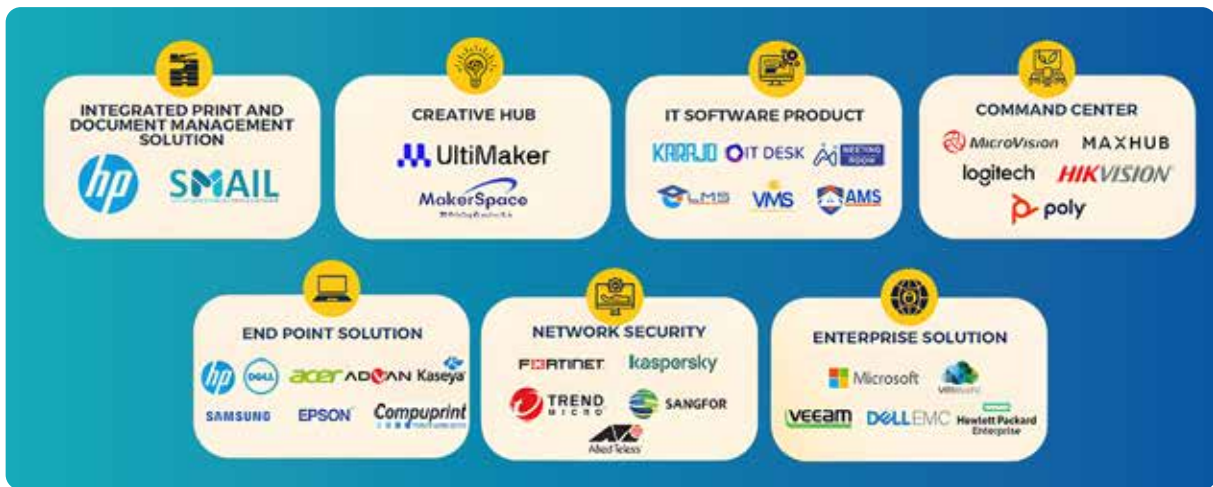 INTEGRATED PRINT AND
DOCUMENT MANAGEMENT
SOLUTION
hp
SMAIL
CREATIVE HUB
UltiMaker
MakerSpace
IT SOFTWARE PRODUCT
KARAJO IT DESK MEETING
ROOM
LMS VMS AMS
COMMAND CENTER
MicroVision MAXHUB
logitech HIKVISION
poly
END POINT SOLUTION
hp DELL acer ADVAN Kaseya
SAMSUNG EPSON Compuprint
NETWORK SECURITY
FORTINET kaspersky
TREND
MICRO
SANGFOR
Allied Telesis
ENTERPRISE SOLUTION
Microsoft vmware
veeam DELLEMC Hewlett Packard
Enterprise